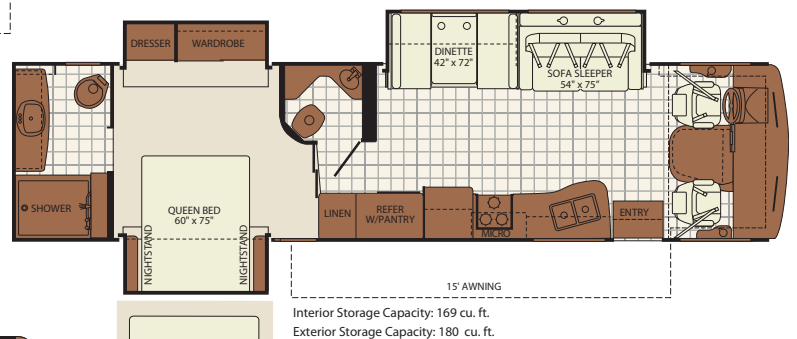 DRESSER
WARDROBE
DINETTE
42" x 72"
SOFA SLEEPER
54" x 75"
SHOWER
QUEEN BED
60" x 75"
NIGHTSTAND
NIGHTSTAND
LINEN
REFER
W/PANTRY
MICRO
ENTRY
15' AWNING
Interior Storage Capacity: 169 cu. ft.
Exterior Storage Capacity: 180 cu. ft.